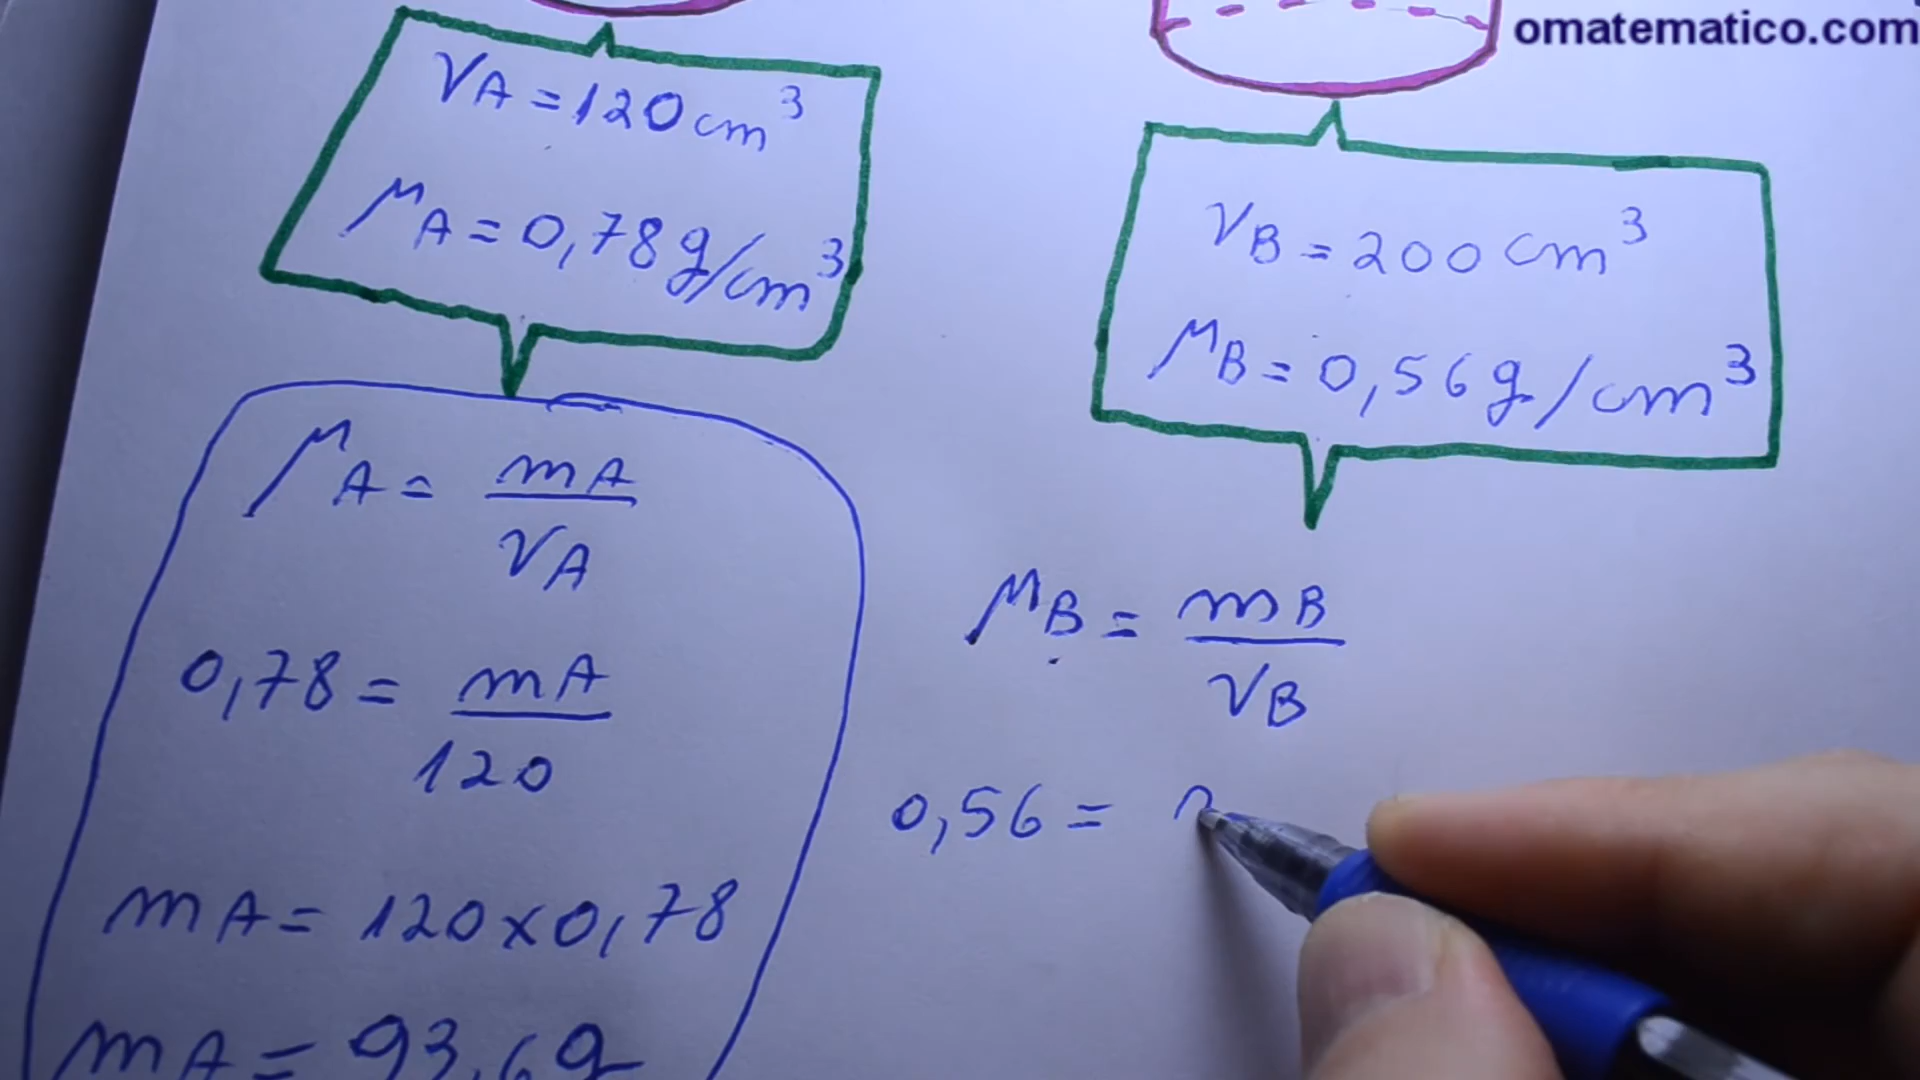 omatematico.com
VA = 120 cm³
μA = 0,78 g/cm³
μA = mA
VA
0,78 = mA
120
mA = 120 x 0,78
mA = 93,6g
VB = 200 cm³
μB = 0,56 g/cm³
μB = mB
VB
0,56 =